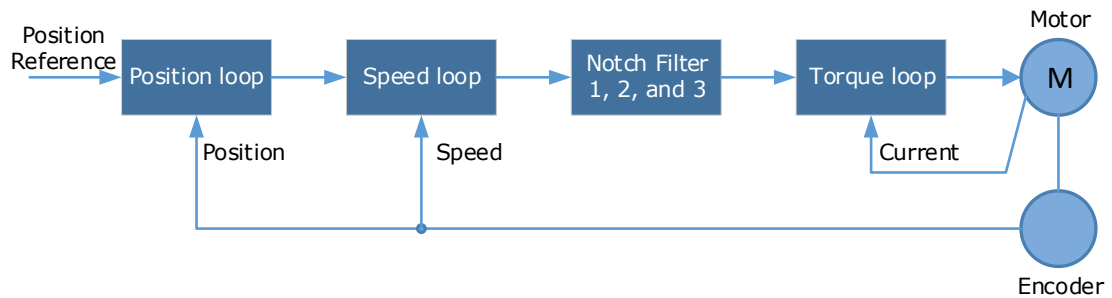 Motor
Position
Reference
Position loop
Speed loop
Notch Filter
1, 2, and 3
Torque loop
M
Position
Speed
Current
Encoder